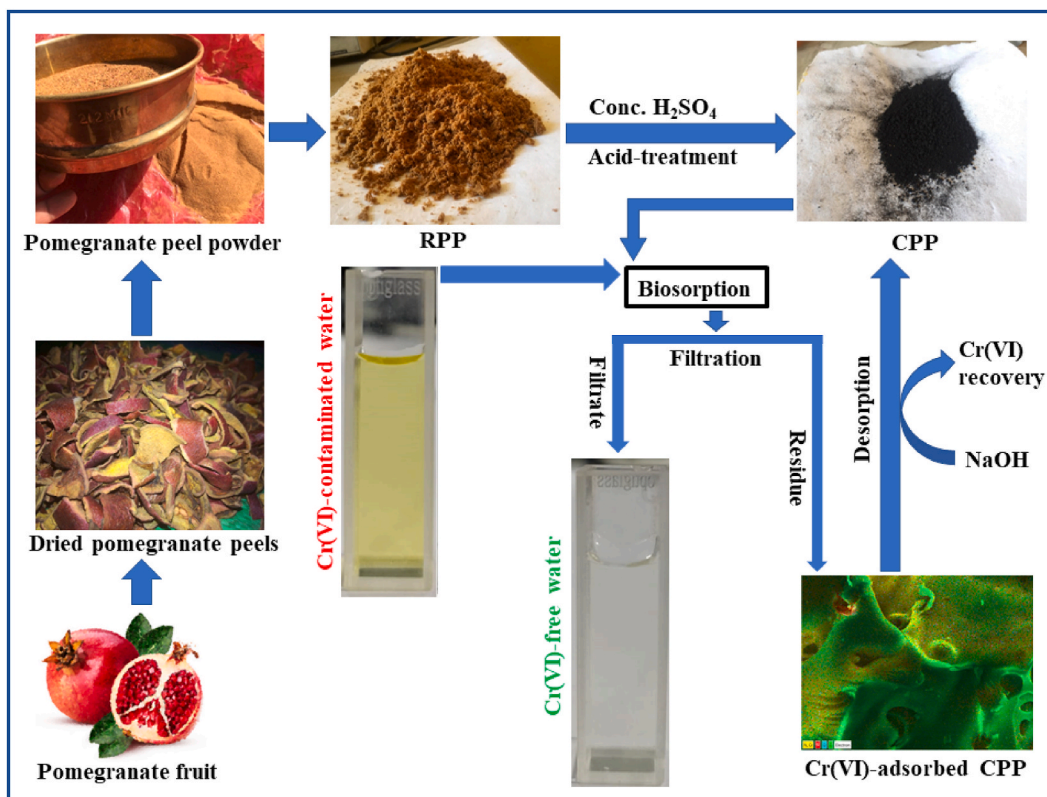 Pomegranate peel powder
RPP
Conc. H₂SO₄
Acid-treatment
CPP
Biosorption
Filtration
Filtrate
Residue
Cr(VI)-contaminated water
Cr(VI)-free water
Desorption
Cr(VI)
recovery
NaOH
Dried pomegranate peels
Pomegranate fruit
Cr(VI)-adsorbed CPP